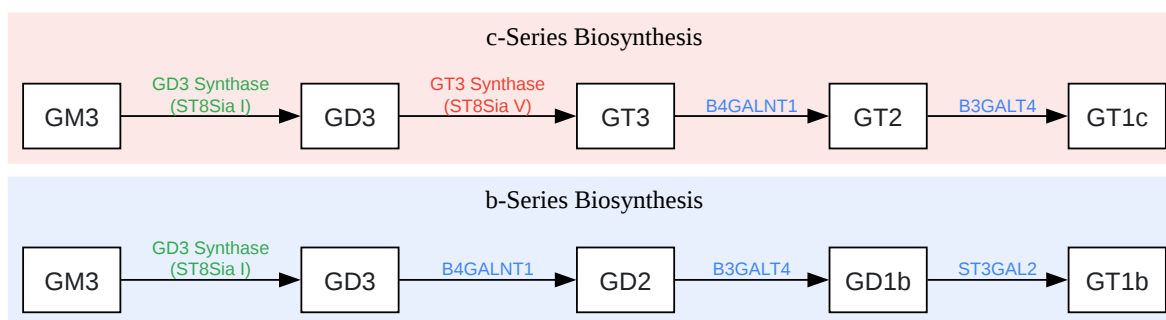 c-Series Biosynthesis
GD3 Synthase
(ST8Sia I)
GT3 Synthase
(ST8Sia V)
B4GALNT1
B3GALT4
GM3
GD3
GT3
GT2
GT1c
b-Series Biosynthesis
GD3 Synthase
(ST8Sia I)
B4GALNT1
B3GALT4
ST3GAL2
GM3
GD3
GD2
GD1b
GT1b